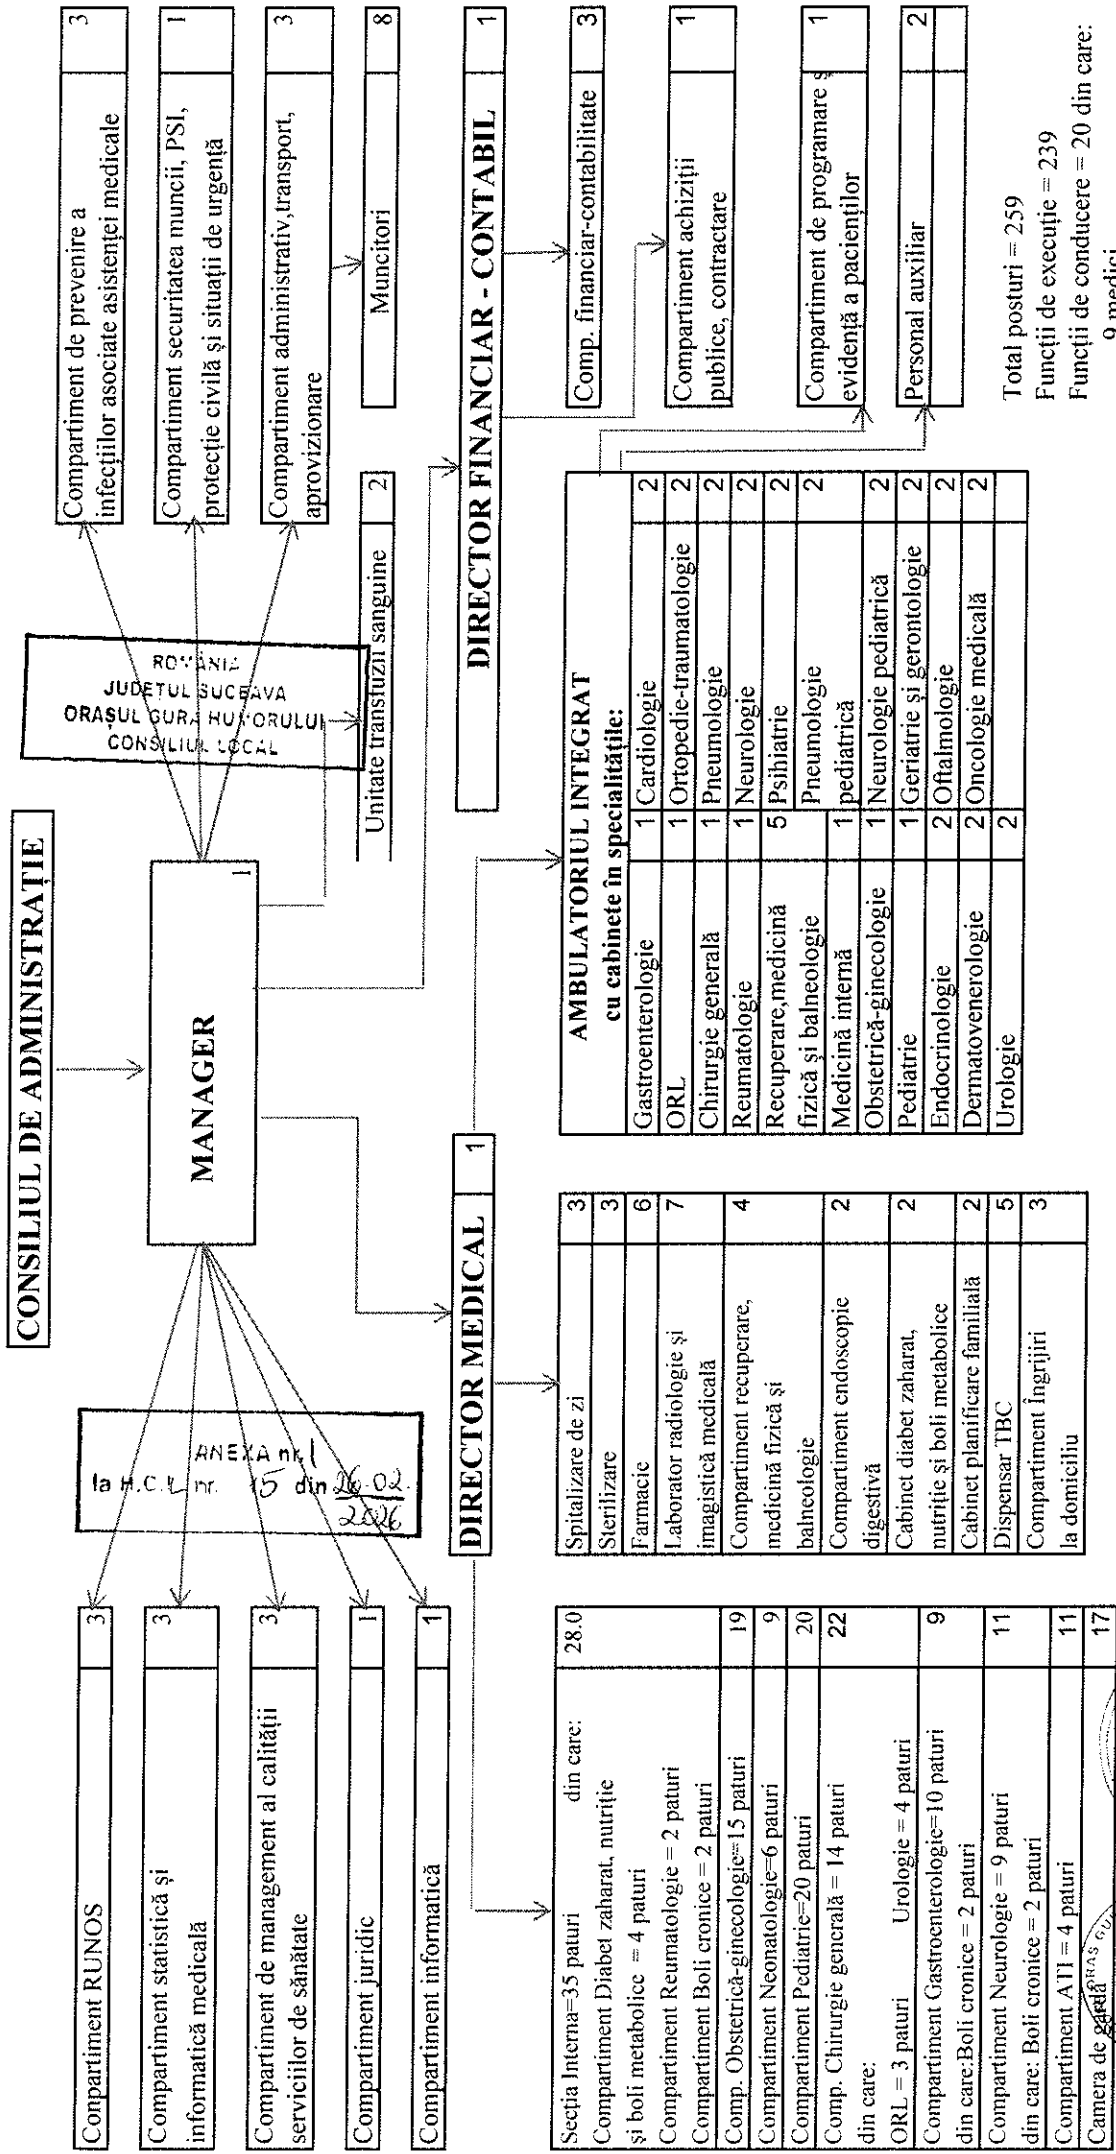 CONSILIUL DE ADMINISTRAȚIE
MANAGER
1
ANEXA nr. 1
la H.C.L nr. 15 din 26.02.
2026
ROMÂNIA
JUDEȚUL SUCEAVA
ORAȘUL GURA HUMORULUI
CONSILIUL LOCAL
Conpartiment RUNOS 3
Compartiment statistică și 3
informatică medicală
Compartiment de management al calității 3
serviciilor de sănătate
Compartiment juridic 1
Compartiment informatică 1
Compartiment de prevenire a 3
infecțiilor asociate asistenței medicale
Compartiment securitatea muncii, PSI, 1
protecție civilă și situații de urgență
Compartiment administrativ,transport, 3
aprovizionare
Muncitori 8
Unitate transfuzii sanguine 2
DIRECTOR MEDICAL 1
DIRECTOR FINANCIAR - CONTABIL 1
Secția Interna=35 paturi din care: 28.0
Compartiment Diabet zaharat, nutriție
și boli metabolice = 4 paturi
Compartiment Reumatologie = 2 paturi
Compartiment Boli cronice = 2 paturi
Comp. Obstetrică-ginecologie=15 paturi 19
Compartiment Neonatologie=6 paturi 9
Compartiment Pediatrie=20 paturi 20
Comp. Chirurgie generală = 14 paturi 22
din care:
ORL = 3 paturi Urologie = 4 paturi
Compartiment Gastroenterologie=10 paturi 9
din care:Boli cronice = 2 paturi
Compartiment Neurologie = 9 paturi 11
din care: Boli cronice = 2 paturi
Compartiment ATI = 4 paturi 11
Camera de gardă 17
Spitalizare de zi 3
Sterilizare 3
Farmacie 6
Laborator radiologie și 7
imagistică medicală
Compartiment recuperare, 4
medicină fizică și
balneologie
Compartiment endoscopie 2
digestivă
Cabinet diabet zaharat, 2
nutriție și boli metabolice
Cabinet planificare familială 2
Dispensar TBC 5
Compartiment Îngrijiri 3
la domiciliu
AMBULATORIUL INTEGRAT
cu cabinete în specialitățile:
Gastroenterologie 1 Cardiologie 2
ORL 1 Ortopedie-traumatologie 2
Chirurgie generală 1 Pneumologie 2
Reumatologie 1 Neurologie 2
Recuperare,medicină 5 Psihiatrie 2
fizică și balneologie Pneumologie 2
Medicină internă 1 pediatrică
Obstetrică-ginecologie 1 Neurologie pediatrică 2
Pediatrie 1 Geriatrie și gerontologie 2
Endocrinologie 2 Oftalmologie 2
Dermatovenerologie 2 Oncologie medicală 2
Urologie 2
Comp. financiar-contabilitate 3
Compartiment achiziții 1
publice, contractare
Compartiment de programare ș 1
evidență a pacienților
Personal auxiliar 2
Total posturi = 259
Funcții de execuție = 239
Funcții de conducere = 20 din care:
9 medici
ORAȘ GU